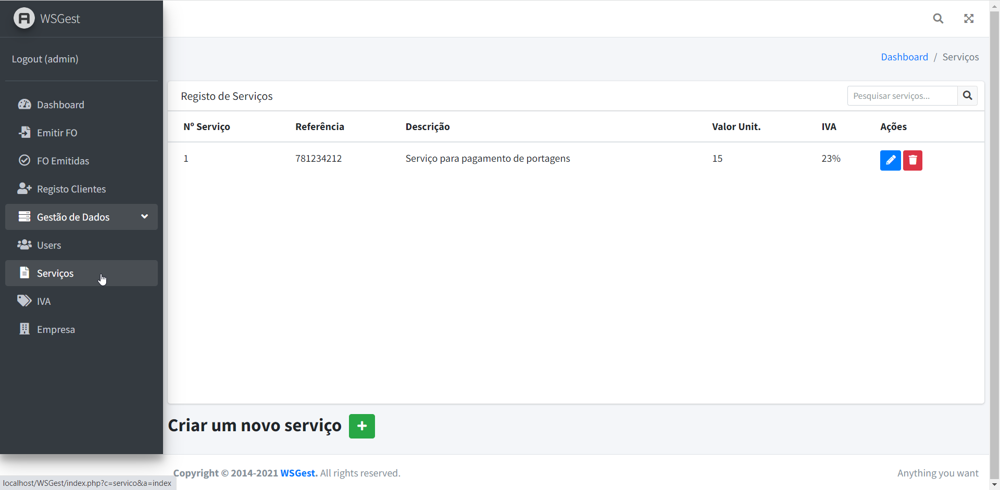 WSGest
Logout (admin)
Dashboard
Emitir FO
FO Emitidas
Registo Clientes
Gestão de Dados
Users
Serviços
IVA
Empresa
Dashboard / Serviços
Registo de Serviços
Pesquisar serviços...
Nº Serviço Referência Descrição Valor Unit. IVA Ações
1 781234212 Serviço para pagamento de portagens 15 23%
Criar um novo serviço
Copyright © 2014-2021 WSGest. All rights reserved.
Anything you want
localhost/WSGest/index.php?c=servico&a=index